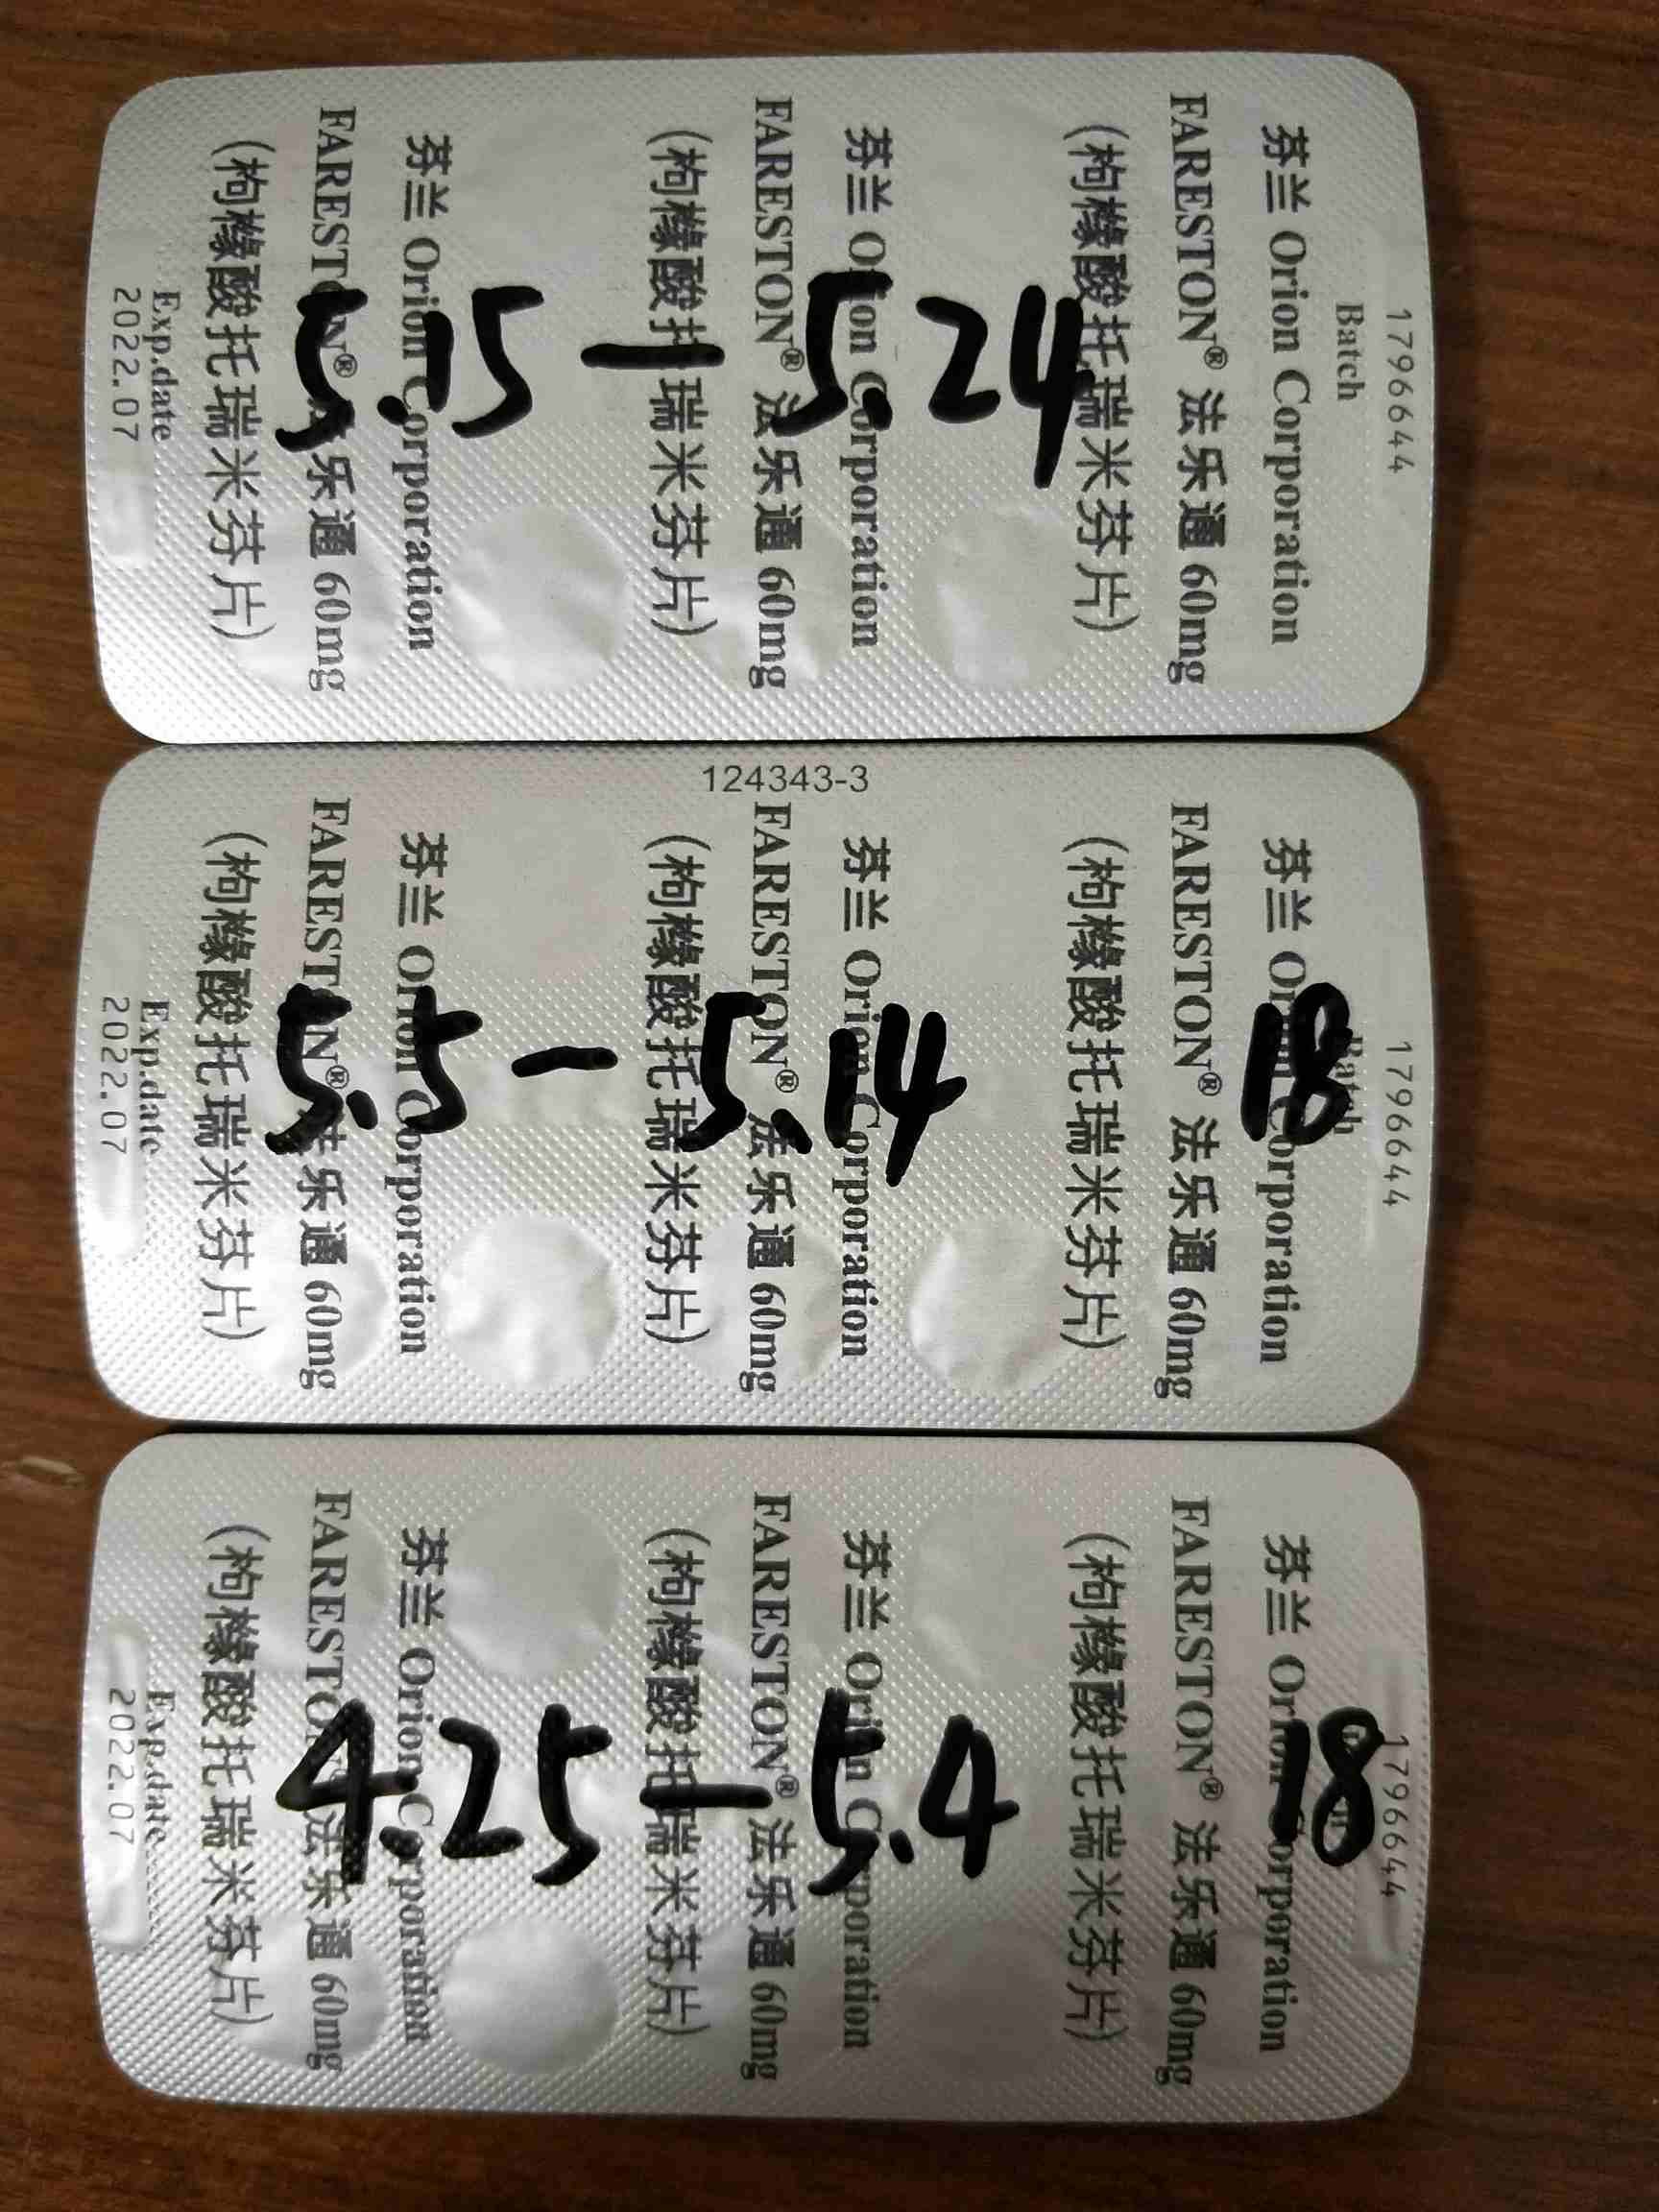 1796644
Batch
芬兰 Orion Corporation
FARESTON® 法乐通 60mg
(枸橼酸托瑞米芬片)
芬兰 Orion Corporation
FARESTON® 法乐通 60mg
(枸橼酸托瑞米芬片)
芬兰 Orion Corporation
FARESTON® 法乐通 60mg
(枸橼酸托瑞米芬片)
Exp.date
2022.07
5.15 — 5.24
124343-3
1796644
Batch
芬兰 Orion Corporation
FARESTON® 法乐通 60mg
(枸橼酸托瑞米芬片)
芬兰 Orion Corporation
FARESTON® 法乐通 60mg
(枸橼酸托瑞米芬片)
芬兰 Orion Corporation
FARESTON® 法乐通 60mg
(枸橼酸托瑞米芬片)
Exp.date
2022.07
5.5 — 5.14 18
1796644
芬兰 Orion Corporation
FARESTON® 法乐通 60mg
(枸橼酸托瑞米芬片)
芬兰 Orion Corporation
FARESTON® 法乐通 60mg
(枸橼酸托瑞米芬片)
芬兰 Orion Corporation
FARESTON® 法乐通 60mg
(枸橼酸托瑞米芬片)
Exp.date
2022.07
4.25 — 5.4 18